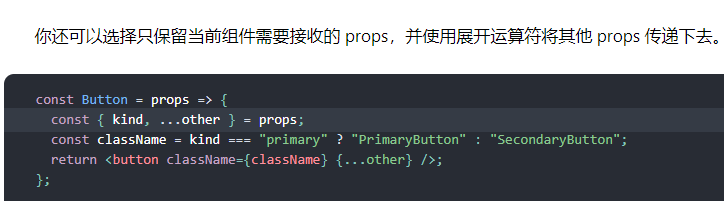 你还可以选择只保留当前组件需要接收的 props，并使用展开运算符将其他 props 传递下去。
const Button = props => {
  const { kind, ...other } = props;
  const className = kind === "primary" ? "PrimaryButton" : "SecondaryButton";
  return <button className={className} {...other} />;
};